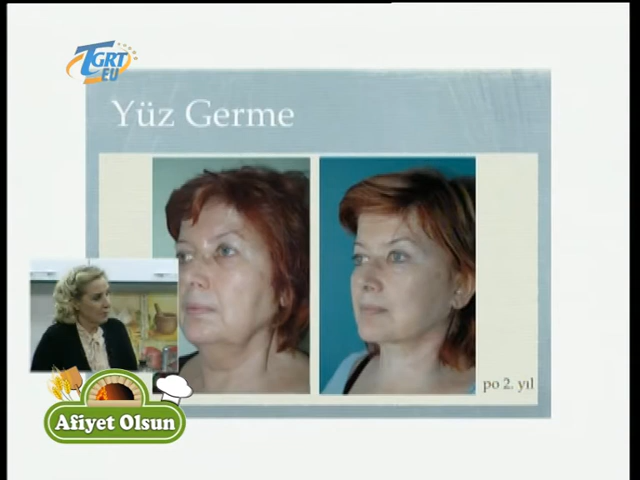 TGRT
EU
Yüz Germe
po 2. yıl
Afiyet Olsun